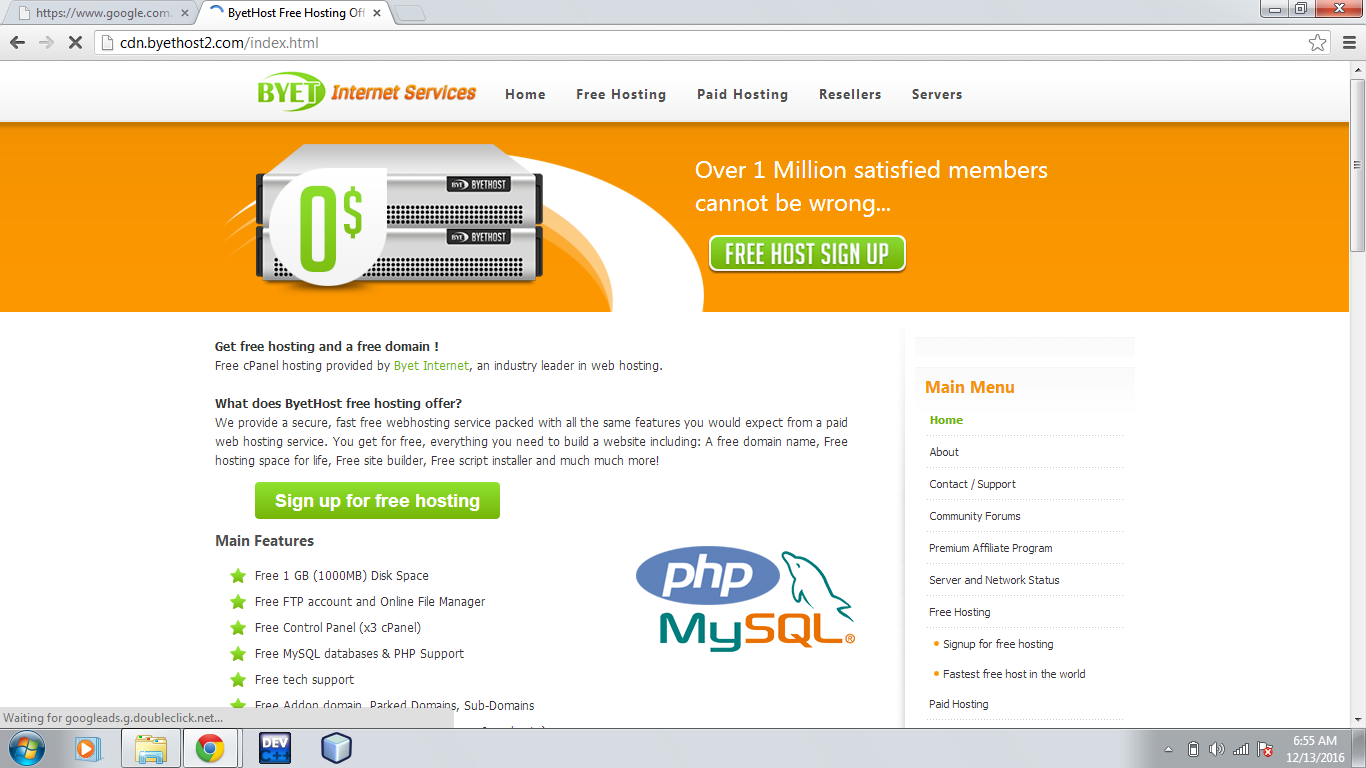 https://www.google.com.
ByetHost Free Hosting Off
cdn.byethost2.com/index.html
BYET Internet Services
Home
Free Hosting
Paid Hosting
Resellers
Servers
BYET BYETHOST
0$
BYET BYETHOST
Over 1 Million satisfied members
cannot be wrong...
FREE HOST SIGN UP
Get free hosting and a free domain !
Free cPanel hosting provided by Byet Internet, an industry leader in web hosting.
What does ByetHost free hosting offer?
We provide a secure, fast free webhosting service packed with all the same features you would expect from a paid
web hosting service. You get for free, everything you need to build a website including: A free domain name, Free
hosting space for life, Free site builder, Free script installer and much much more!
Sign up for free hosting
Main Features
Free 1 GB (1000MB) Disk Space
Free FTP account and Online File Manager
Free Control Panel (x3 cPanel)
Free MySQL databases & PHP Support
Free tech support
Free Addon domain, Parked Domains, Sub-Domains
php
MySQL®
Main Menu
Home
About
Contact / Support
Community Forums
Premium Affiliate Program
Server and Network Status
Free Hosting
Signup for free hosting
Fastest free host in the world
Paid Hosting
Waiting for googleads.g.doubleclick.net...
DEV
C++
6:55 AM
12/13/2016